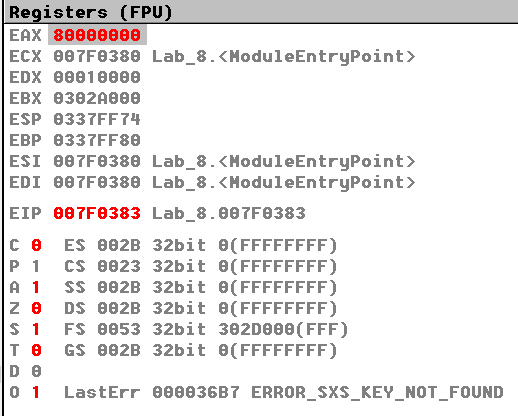 Registers (FPU)
EAX 80000000
ECX 007F0380 Lab_8.<ModuleEntryPoint>
EDX 00010000
EBX 0302A000
ESP 0337FF74
EBP 0337FF80
ESI 007F0380 Lab_8.<ModuleEntryPoint>
EDI 007F0380 Lab_8.<ModuleEntryPoint>
EIP 007F0383 Lab_8.007F0383
C 0 ES 002B 32bit 0(FFFFFFFF)
P 1 CS 0023 32bit 0(FFFFFFFF)
A 1 SS 002B 32bit 0(FFFFFFFF)
Z 0 DS 002B 32bit 0(FFFFFFFF)
S 1 FS 0053 32bit 302D000(FFF)
T 0 GS 002B 32bit 0(FFFFFFFF)
D 0
O 1 LastErr 000036B7 ERROR_SXS_KEY_NOT_FOUND